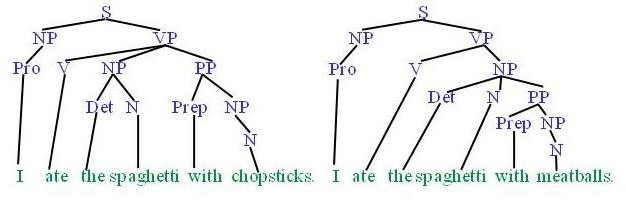 S S
NP VP NP VP
Pro V NP PP Pro V NP
Det N Prep NP Det N PP
Prep NP
N N
I ate the spaghetti with chopsticks. I ate the spaghetti with meatballs.